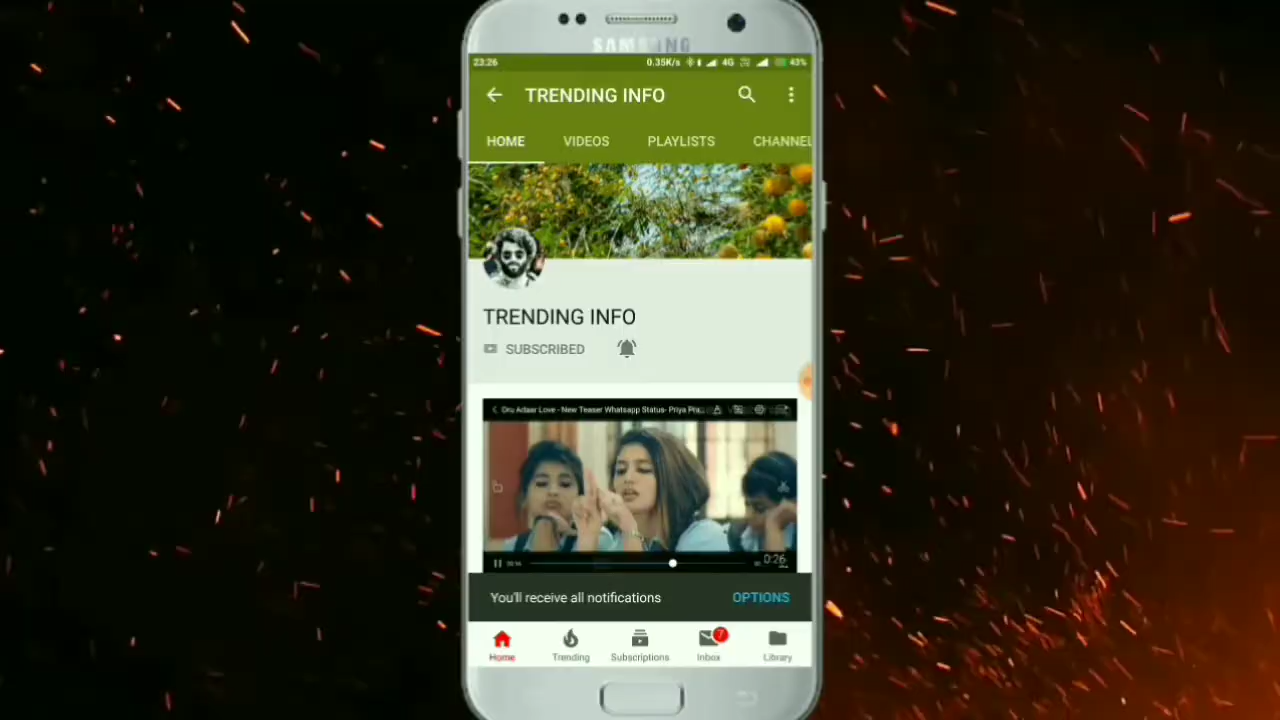 SAMSUNG
23:26 0.35K/s 4G 43%
TRENDING INFO
HOME VIDEOS PLAYLISTS CHANNEL
TRENDING INFO
SUBSCRIBED
Oru Adaar Love - New Teaser Whatsapp Status- Priya Pra...
0:26
You'll receive all notifications OPTIONS
7
Home Trending Subscriptions Inbox Library